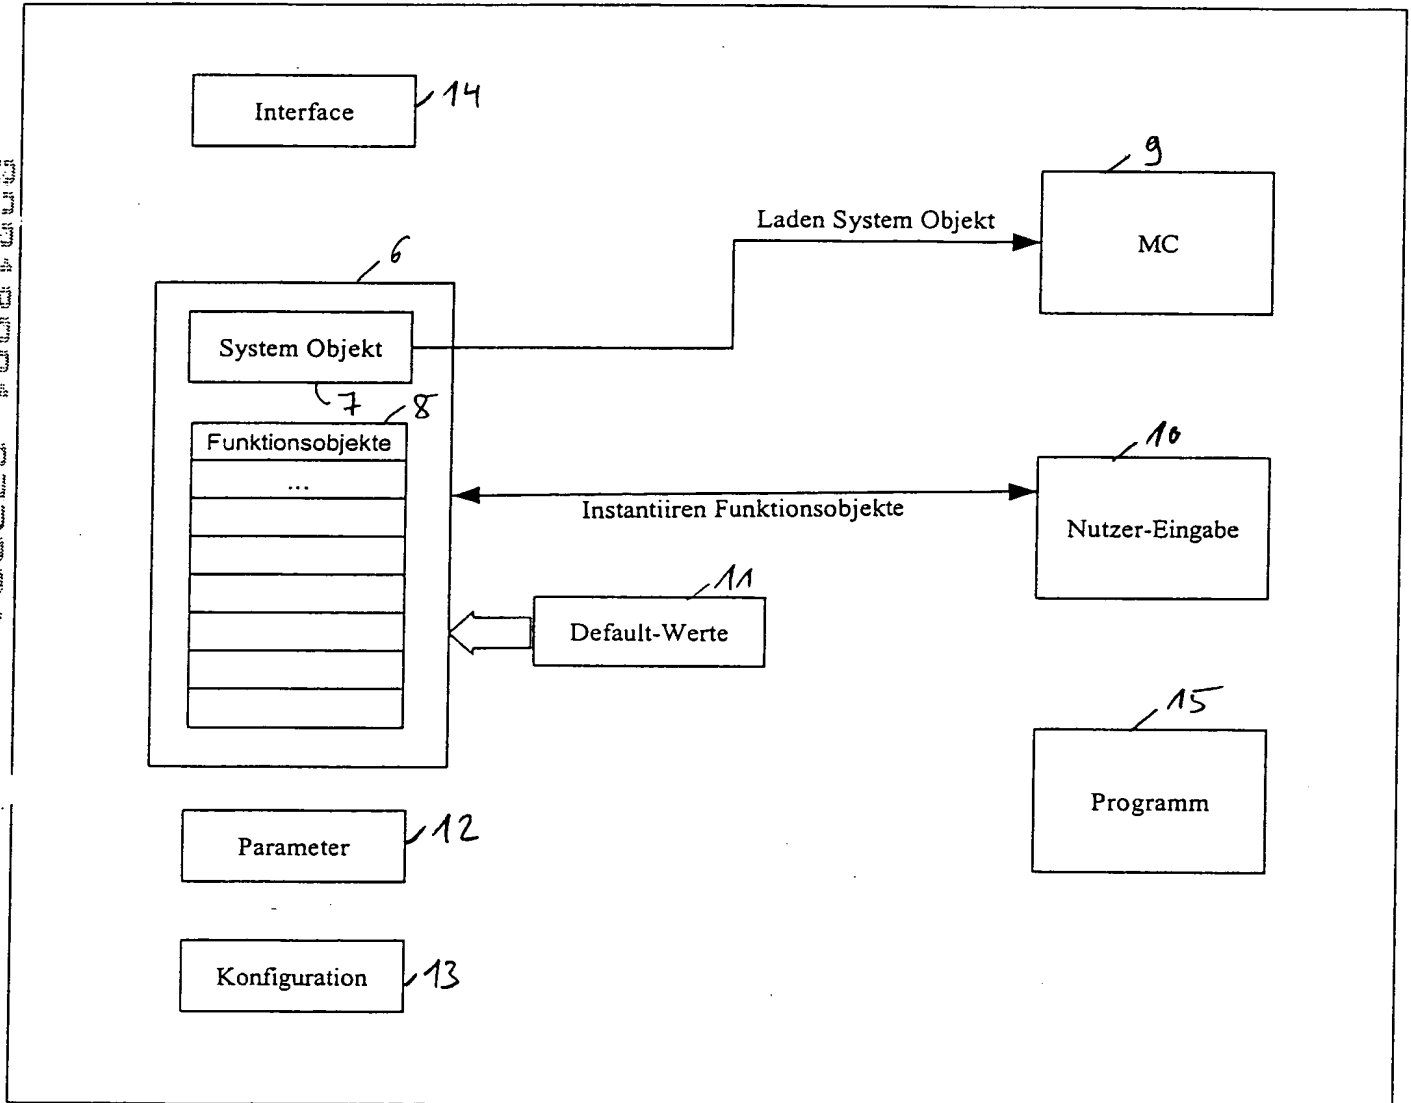 Interface
14
9
Laden System Objekt
MC
6
System Objekt
7
8
Funktionsobjekte
...
10
Instantiiren Funktionsobjekte
Nutzer-Eingabe
11
Default-Werte
15
Programm
Parameter
12
Konfiguration
13